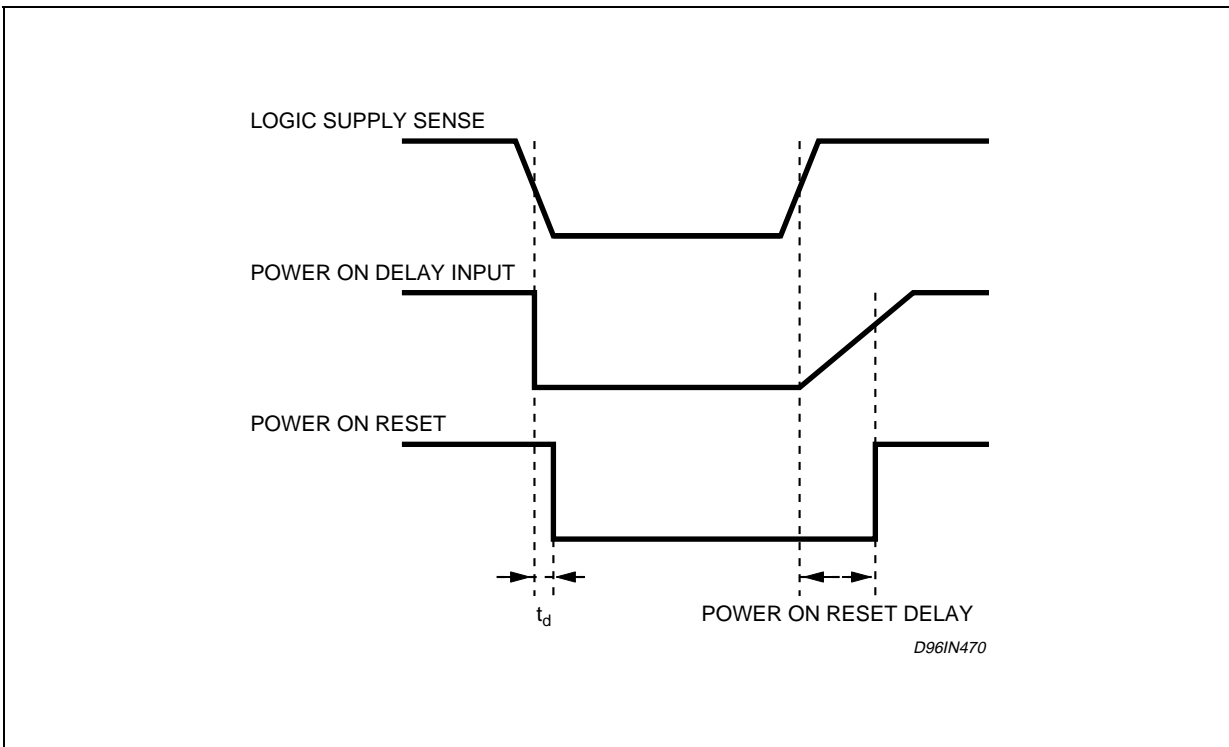 LOGIC SUPPLY SENSE
POWER ON DELAY INPUT
POWER ON RESET
td
POWER ON RESET DELAY
D96IN470